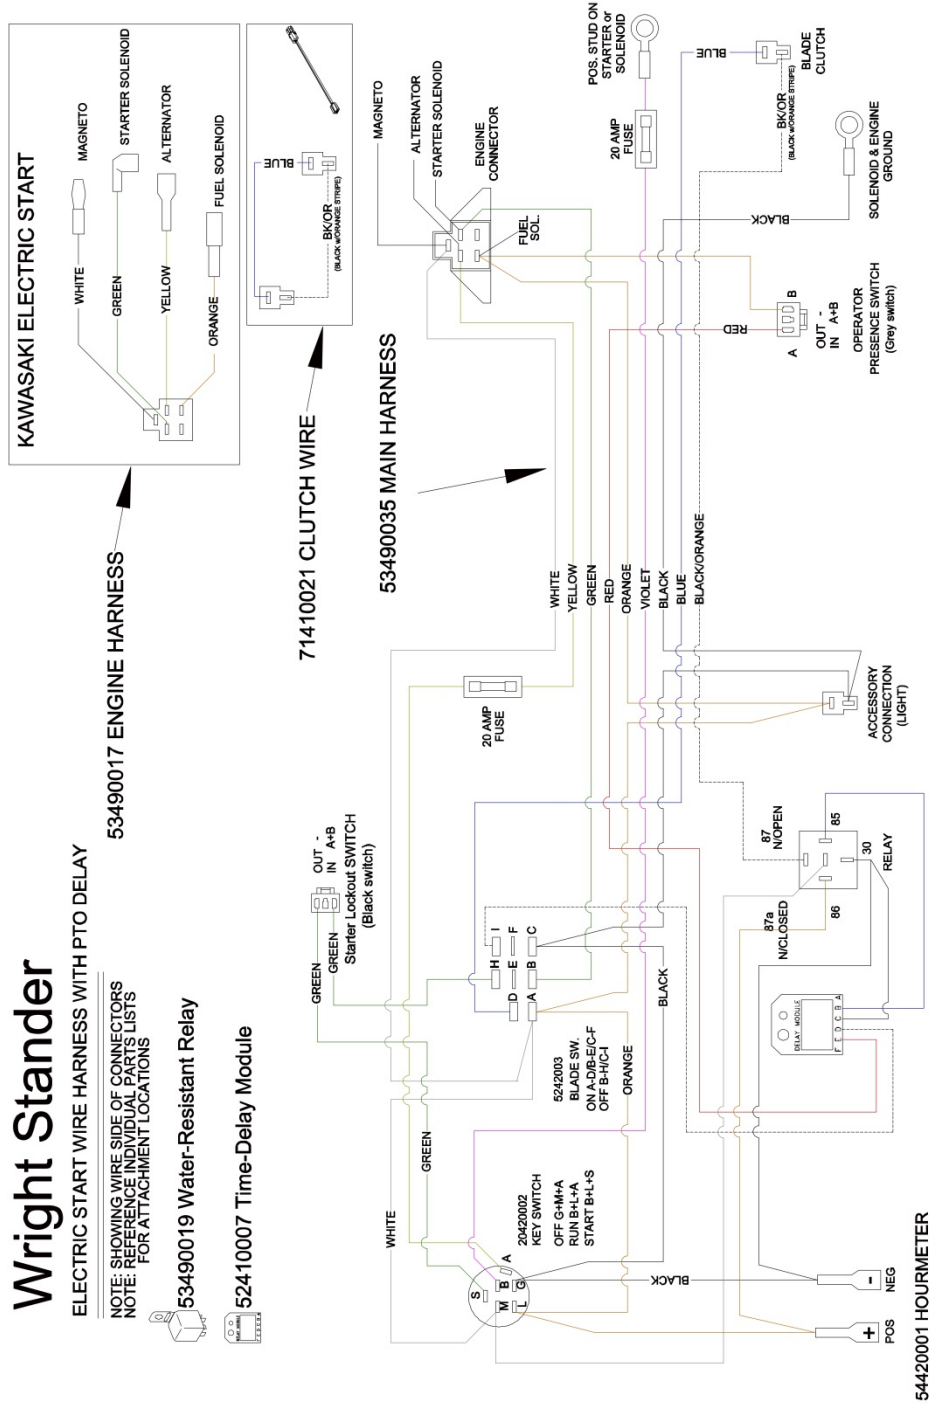 Wright Stander
ELECTRIC START WIRE HARNESS WITH PTO DELAY
NOTE: SHOWING WIRE SIDE OF CONNECTORS
NOTE: REFERENCE INDIVIDUAL PARTS LISTS
FOR ATTACHMENT LOCATIONS
53490019 Water-Resistant Relay
52410007 Time-Delay Module
53490017 ENGINE HARNESS
KAWASAKI ELECTRIC START
WHITE
MAGNETO
GREEN
STARTER SOLENOID
YELLOW
ALTERNATOR
ORANGE
FUEL SOLENOID
71410021 CLUTCH WIRE
BLUE
BK/OR
(BLACK w/ORANGE STRIPE)
53490035 MAIN HARNESS
MAGNETO
ALTERNATOR
STARTER SOLENOID
ENGINE
CONNECTOR
FUEL
SOL.
POS. STUD ON
STARTER or
SOLENOID
20 AMP
FUSE
BLUE
BLADE
CLUTCH
BK/OR
(BLACK w/ORANGE STRIPE)
SOLENOID & ENGINE
GROUND
BLACK
RED
A
B
OUT -
IN A+B
OPERATOR
PRESENCE SWITCH
(Grey switch)
WHITE
YELLOW
GREEN
RED
ORANGE
VIOLET
BLACK
BLUE
BLACK/ORANGE
20 AMP
FUSE
ACCESSORY
CONNECTION
(LIGHT)
OUT -
IN A+B
Starter Lockout SWITCH
(Black switch)
GREEN
GREEN
H
I
E
F
D
A
B
C
5242003
BLADE SW.
ON A-D/B-E/C-F
OFF B-H/C-I
ORANGE
BLACK
87
N/OPEN
85
30
RELAY
87a
N/CLOSED
86
DELAY MODULE
F E D C B A
WHITE
GREEN
20420002
KEY SWITCH
OFF G+M+A
RUN B+L+A
START B+L+S
S
A
M
B
L
G
BLACK
POS
+
NEG
-
54420001 HOURMETER